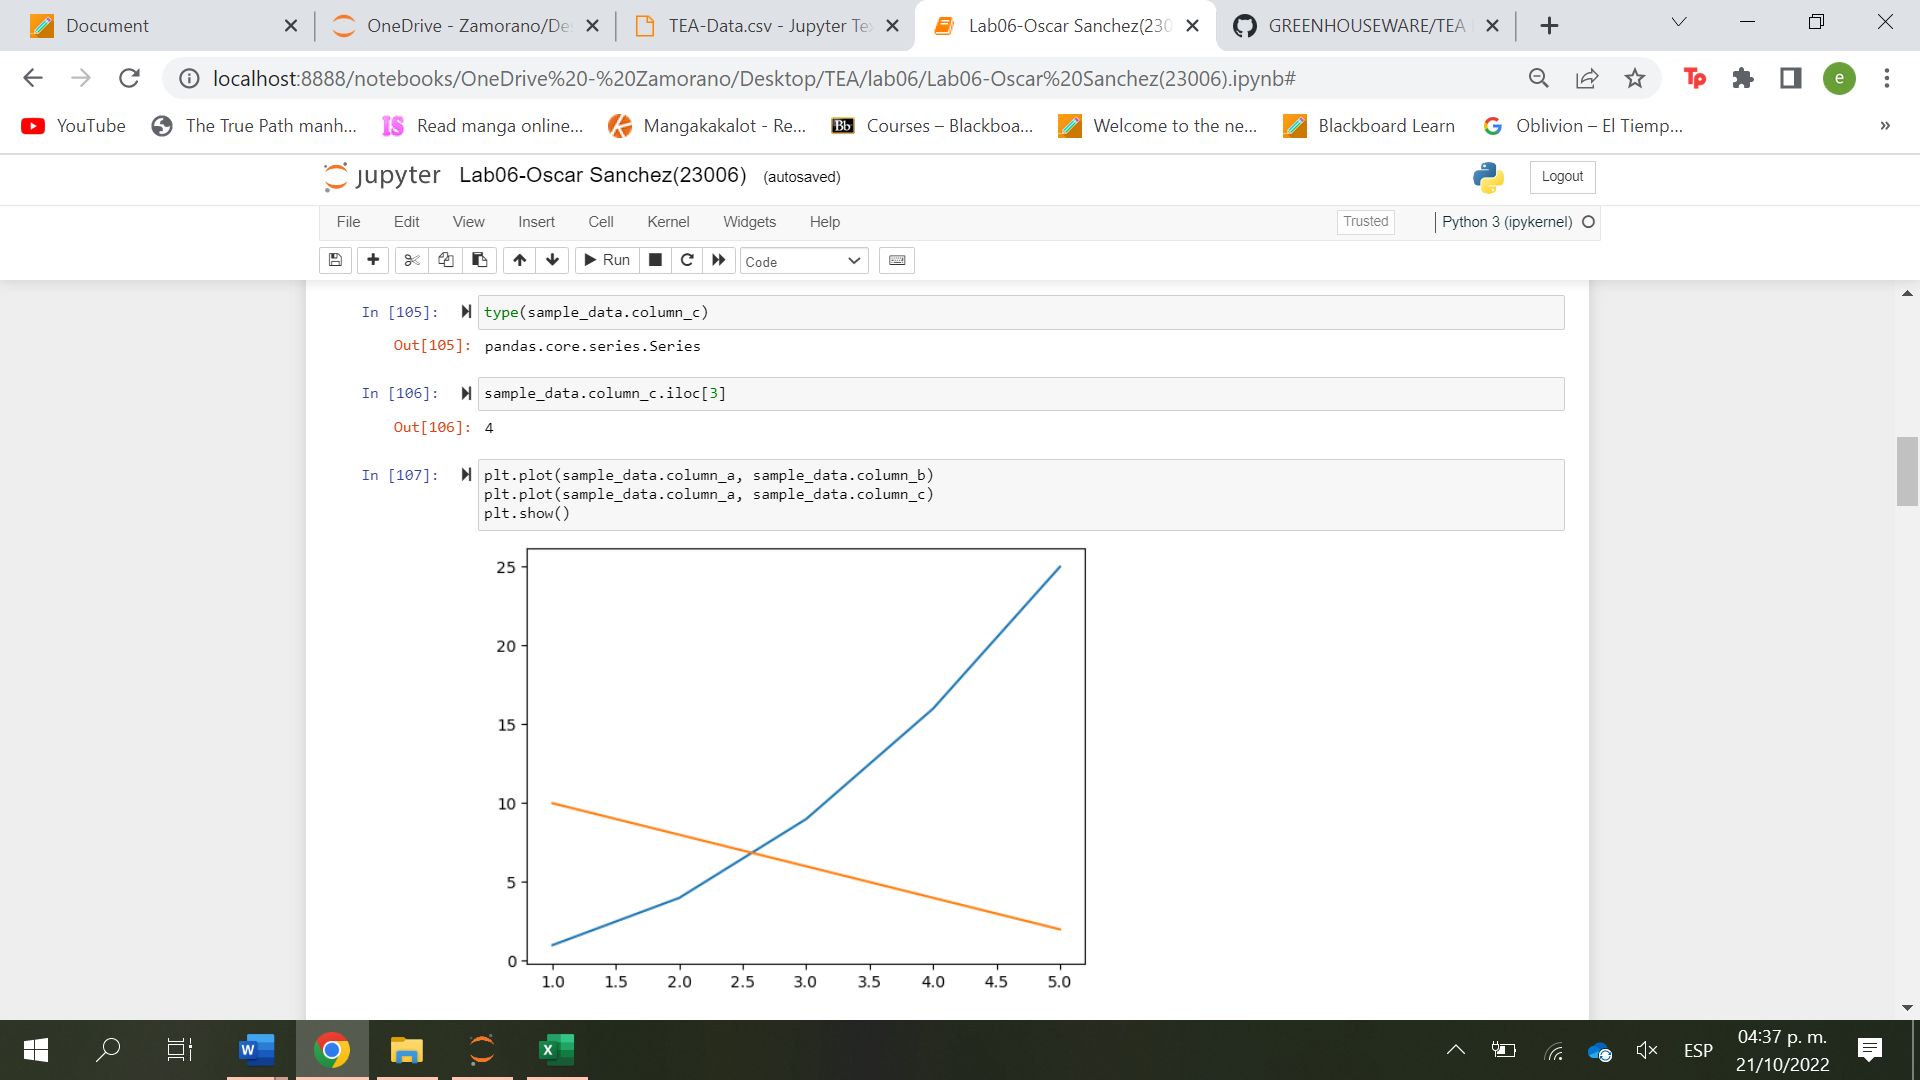 Document
OneDrive - Zamorano/De
TEA-Data.csv - Jupyter Te
Lab06-Oscar Sanchez(230
GREENHOUSEWARE/TEA
localhost:8888/notebooks/OneDrive%20-%20Zamorano/Desktop/TEA/lab06/Lab06-Oscar%20Sanchez(23006).ipynb#
Tp
e
YouTube
The True Path manh...
Read manga online...
Mangakakalot - Re...
Bb Courses – Blackboa...
Welcome to the ne...
Blackboard Learn
Oblivion – El Tiemp...
»
jupyter Lab06-Oscar Sanchez(23006) (autosaved)
Logout
File Edit View Insert Cell Kernel Widgets Help
Trusted
Python 3 (ipykernel)
Run
Code
In [105]: type(sample_data.column_c)
Out[105]: pandas.core.series.Series
In [106]: sample_data.column_c.iloc[3]
Out[106]: 4
In [107]: plt.plot(sample_data.column_a, sample_data.column_b)
plt.plot(sample_data.column_a, sample_data.column_c)
plt.show()
25
20
15
10
5
0
1.0 1.5 2.0 2.5 3.0 3.5 4.0 4.5 5.0
ESP
04:37 p. m.
21/10/2022